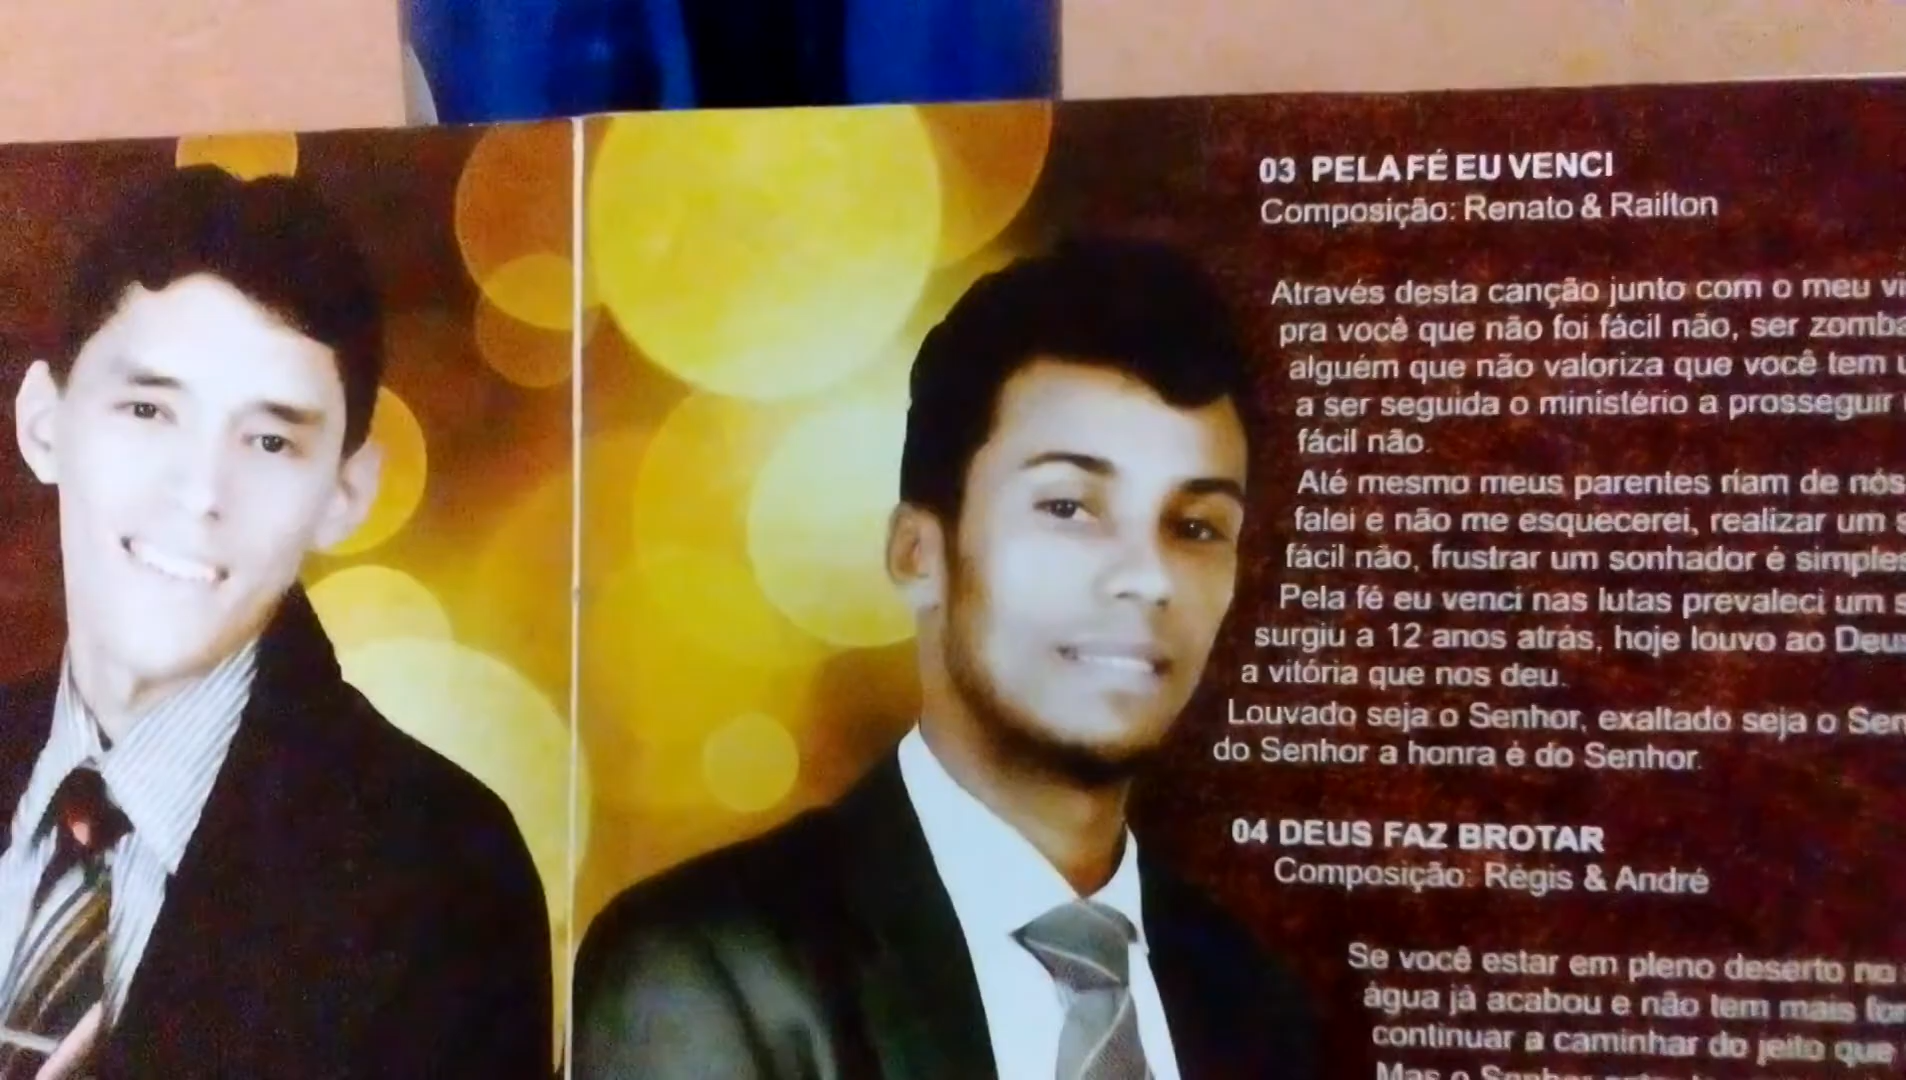 03 PELA FÉ EU VENCI
Composição: Renato & Railton
Através desta canção junto com o meu
pra você que não foi fácil não, ser
alguém que não valoriza que você tem
a ser seguida o ministério a prosseguir
fácil não.
Até mesmo meus parentes riam de nós
falei e não me esquecerei, realizar um
fácil não, frustrar um sonhador é
Pela fé eu venci nas lutas prevaleci um
surgiu a 12 anos atrás, hoje louvo ao
a vitória que nos deu.
Louvado seja o Senhor, exaltado seja o
do Senhor a honra é do Senhor.
04 DEUS FAZ BROTAR
Composição: Régis & André
Se você estar em pleno deserto no
água já acabou e não tem mais
continuar a caminhar do jeito que
Mas o Senhor